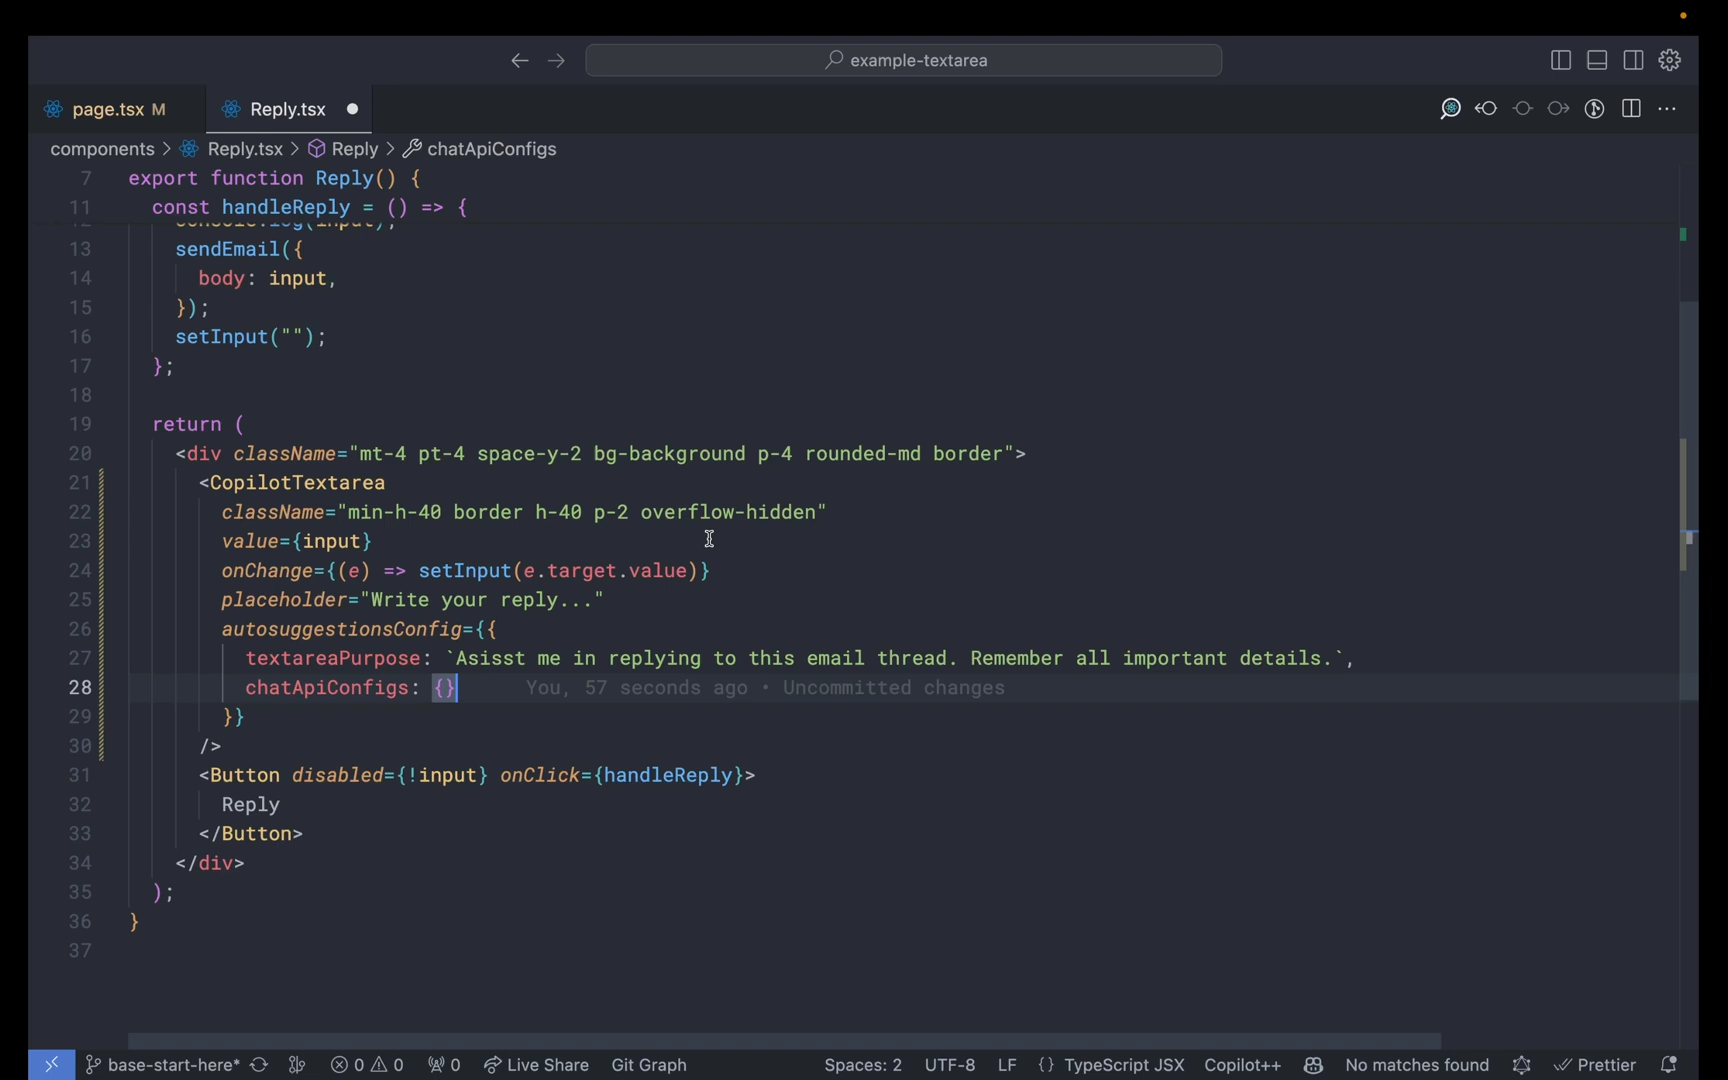 example-textarea
page.tsx M
Reply.tsx
components > Reply.tsx > Reply > chatApiConfigs
7 export function Reply() {
11 const handleReply = () => {
12 console.log(input);
13 sendEmail({
14 body: input,
15 });
16 setInput("");
17 };
18
19 return (
20 <div className="mt-4 pt-4 space-y-2 bg-background p-4 rounded-md border">
21 <CopilotTextarea
22 className="min-h-40 border h-40 p-2 overflow-hidden"
23 value={input}
24 onChange={(e) => setInput(e.target.value)}
25 placeholder="Write your reply..."
26 autosuggestionsConfig={{
27 textareaPurpose: `Asisst me in replying to this email thread. Remember all important details.`,
28 chatApiConfigs: {} You, 57 seconds ago • Uncommitted changes
29 }}
30 />
31 <Button disabled={!input} onClick={handleReply}>
32 Reply
33 </Button>
34 </div>
35 );
36 }
37
base-start-here* 0 0 0 Live Share Git Graph Spaces: 2 UTF-8 LF {} TypeScript JSX Copilot++ No matches found Prettier